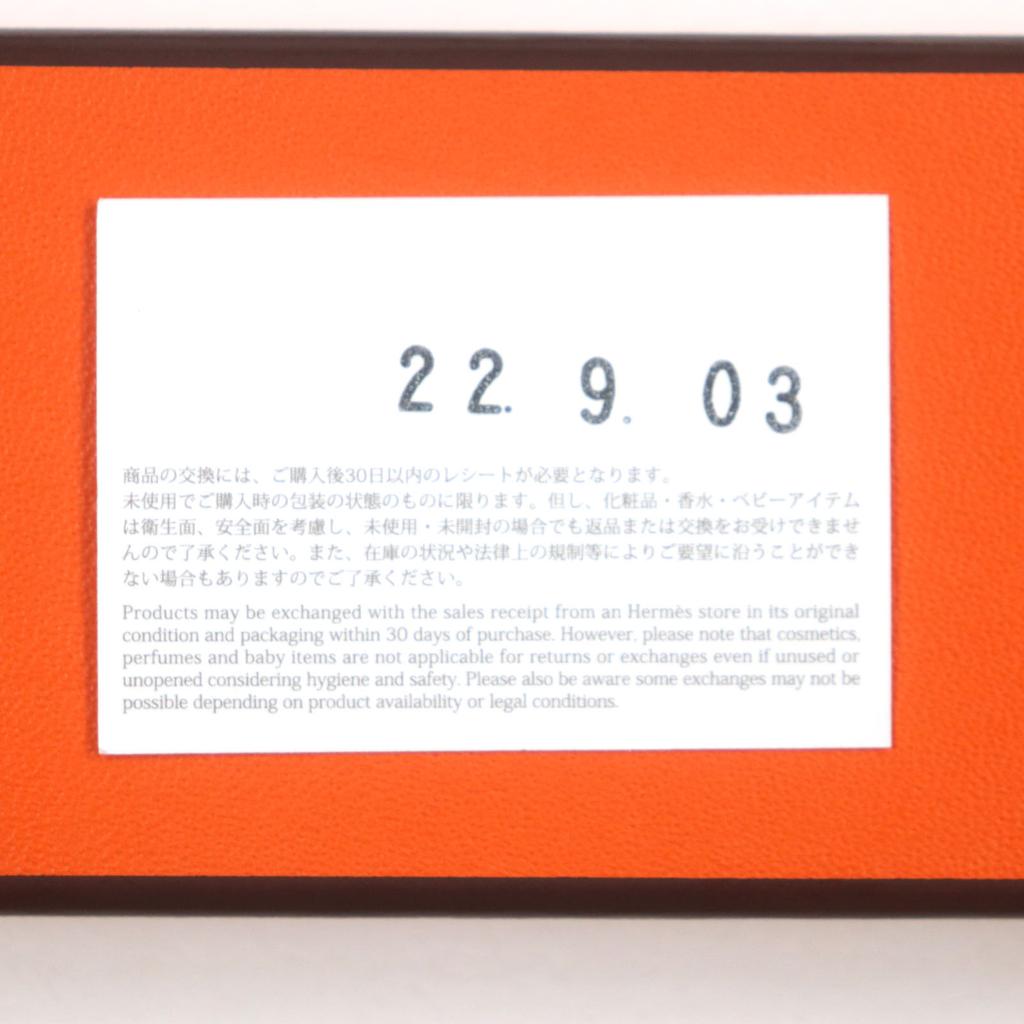 22. 9. 03
商品の交換には、ご購入後30日以内のレシートが必要となります。
未使用でご購入時の包装の状態のものに限ります。但し、化粧品・香水・ベビーアイテム
は衛生面、安全面を考慮し、未使用・未開封の場合でも返品または交換をお受けできませ
んので了承ください。また、在庫の状況や法律上の規制等によりご要望に沿うことができ
ない場合もありますのでご了承ください。
Products may be exchanged with the sales receipt from an Hermès store in its original
condition and packaging within 30 days of purchase. However, please note that cosmetics,
perfumes and baby items are not applicable for returns or exchanges even if unused or
unopened considering hygiene and safety. Please also be aware some exchanges may not be
possible depending on product availability or legal conditions.